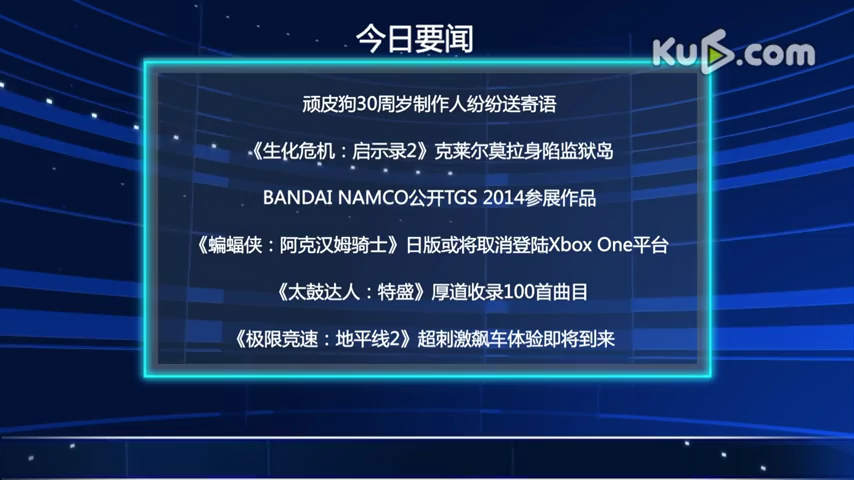 今日要闻
Ku6.com
顽皮狗30周岁制作人纷纷送寄语
《生化危机：启示录2》克莱尔莫拉身陷监狱岛
BANDAI NAMCO公开TGS 2014参展作品
《蝙蝠侠：阿克汉姆骑士》日版或将取消登陆Xbox One平台
《太鼓达人：特盛》厚道收录100首曲目
《极限竞速：地平线2》超刺激飙车体验即将到来